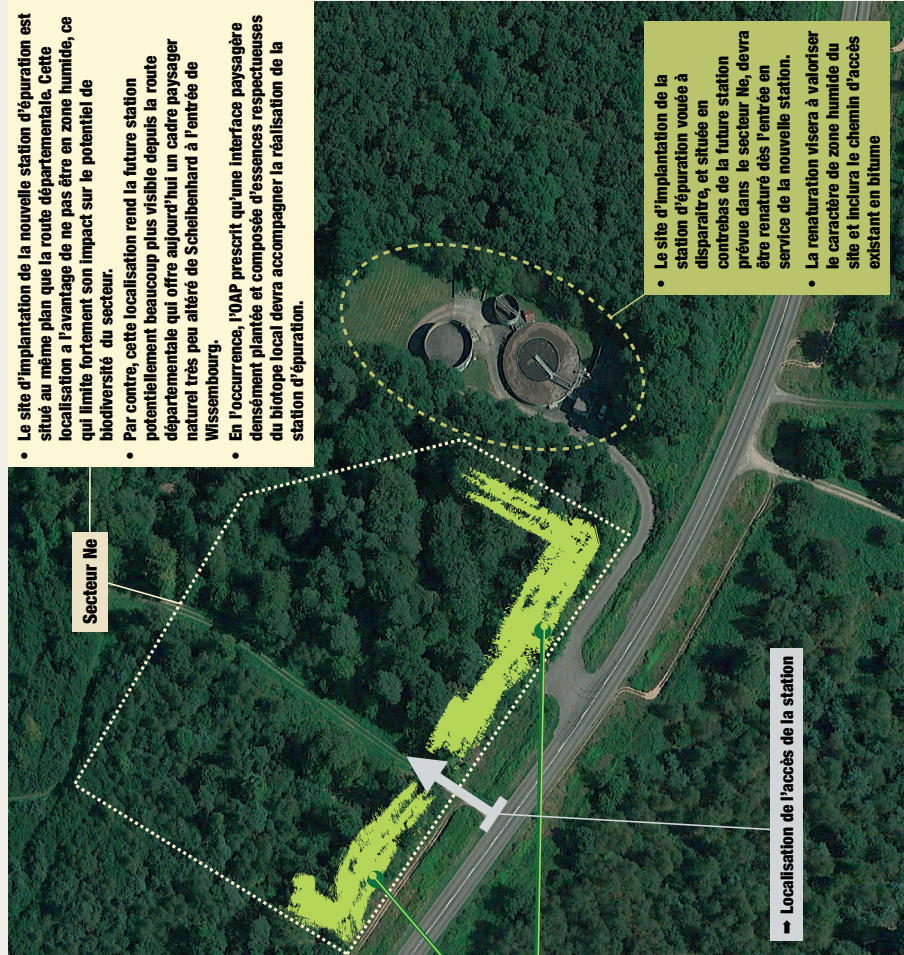 • Le site d'implantation de la nouvelle station d'épuration est
situé au même plan que la route départementale. Cette
localisation a l'avantage de ne pas être en zone humide, ce
qui limite fortement son impact sur le potentiel de
biodiversité du secteur.
• Par contre, cette localisation rend la future station
potentiellement beaucoup plus visible depuis la route
départementale qui offre aujourd'hui un cadre paysager
naturel très peu altéré de Scheibenhard à l'entrée de
Wissembourg.
• En l'occurrence, l'OAP prescrit qu'une interface paysagère
densément plantée et composée d'essences respectueuses
du biotope local devra accompagner la réalisation de la
station d'épuration.
Secteur Ne
• Le site d'implantation de la
station d'épuration vouée à
disparaitre, et située en
contrebas de la future station
prévue dans le secteur Ne, devra
être renaturé dès l'entrée en
service de la nouvelle station.
• La renaturation visera à valoriser
le caractère de zone humide du
site et inclura le chemin d'accès
existant en bitume
➡ Localisation de l'accès de la station